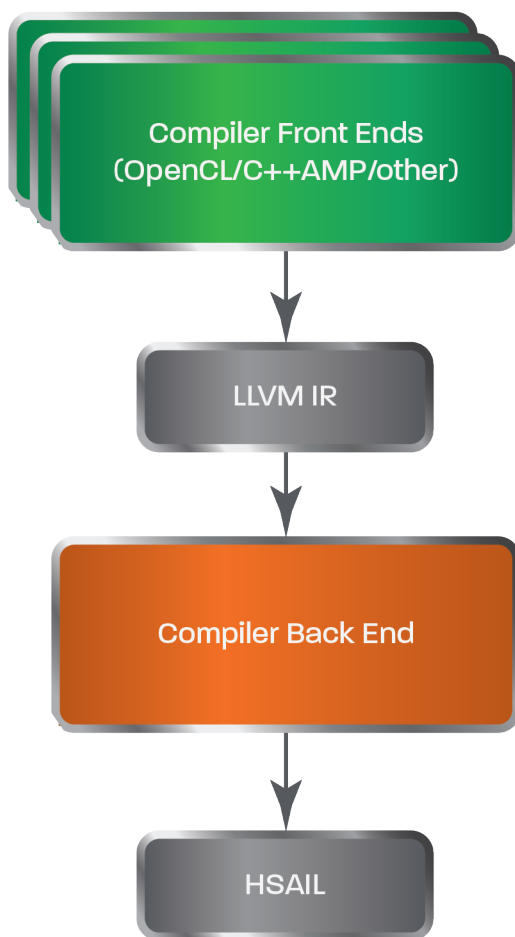 Compiler Front Ends
(OpenCL/C++AMP/other)
LLVM IR
Compiler Back End
HSAIL